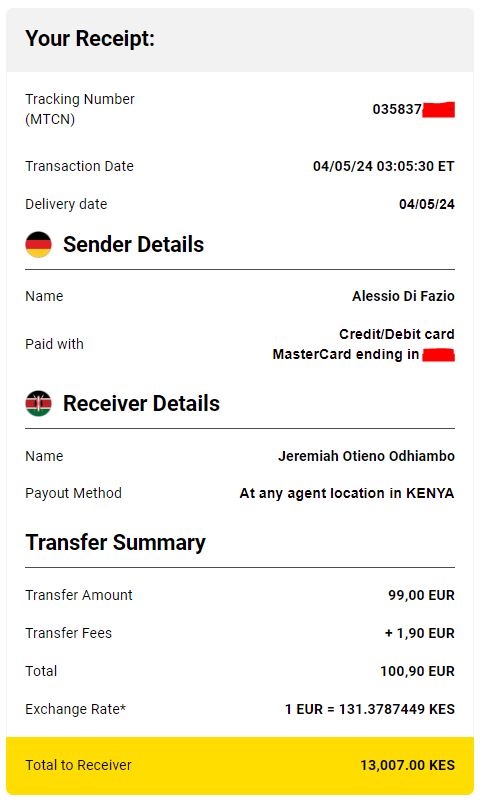 Your Receipt:
Tracking Number
(MTCN) 035837
Transaction Date 04/05/24 03:05:30 ET
Delivery date 04/05/24
Sender Details
Name Alessio Di Fazio
Paid with Credit/Debit card
MasterCard ending in
Receiver Details
Name Jeremiah Otieno Odhiambo
Payout Method At any agent location in KENYA
Transfer Summary
Transfer Amount 99,00 EUR
Transfer Fees + 1,90 EUR
Total 100,90 EUR
Exchange Rate* 1 EUR = 131.3787449 KES
Total to Receiver 13,007.00 KES